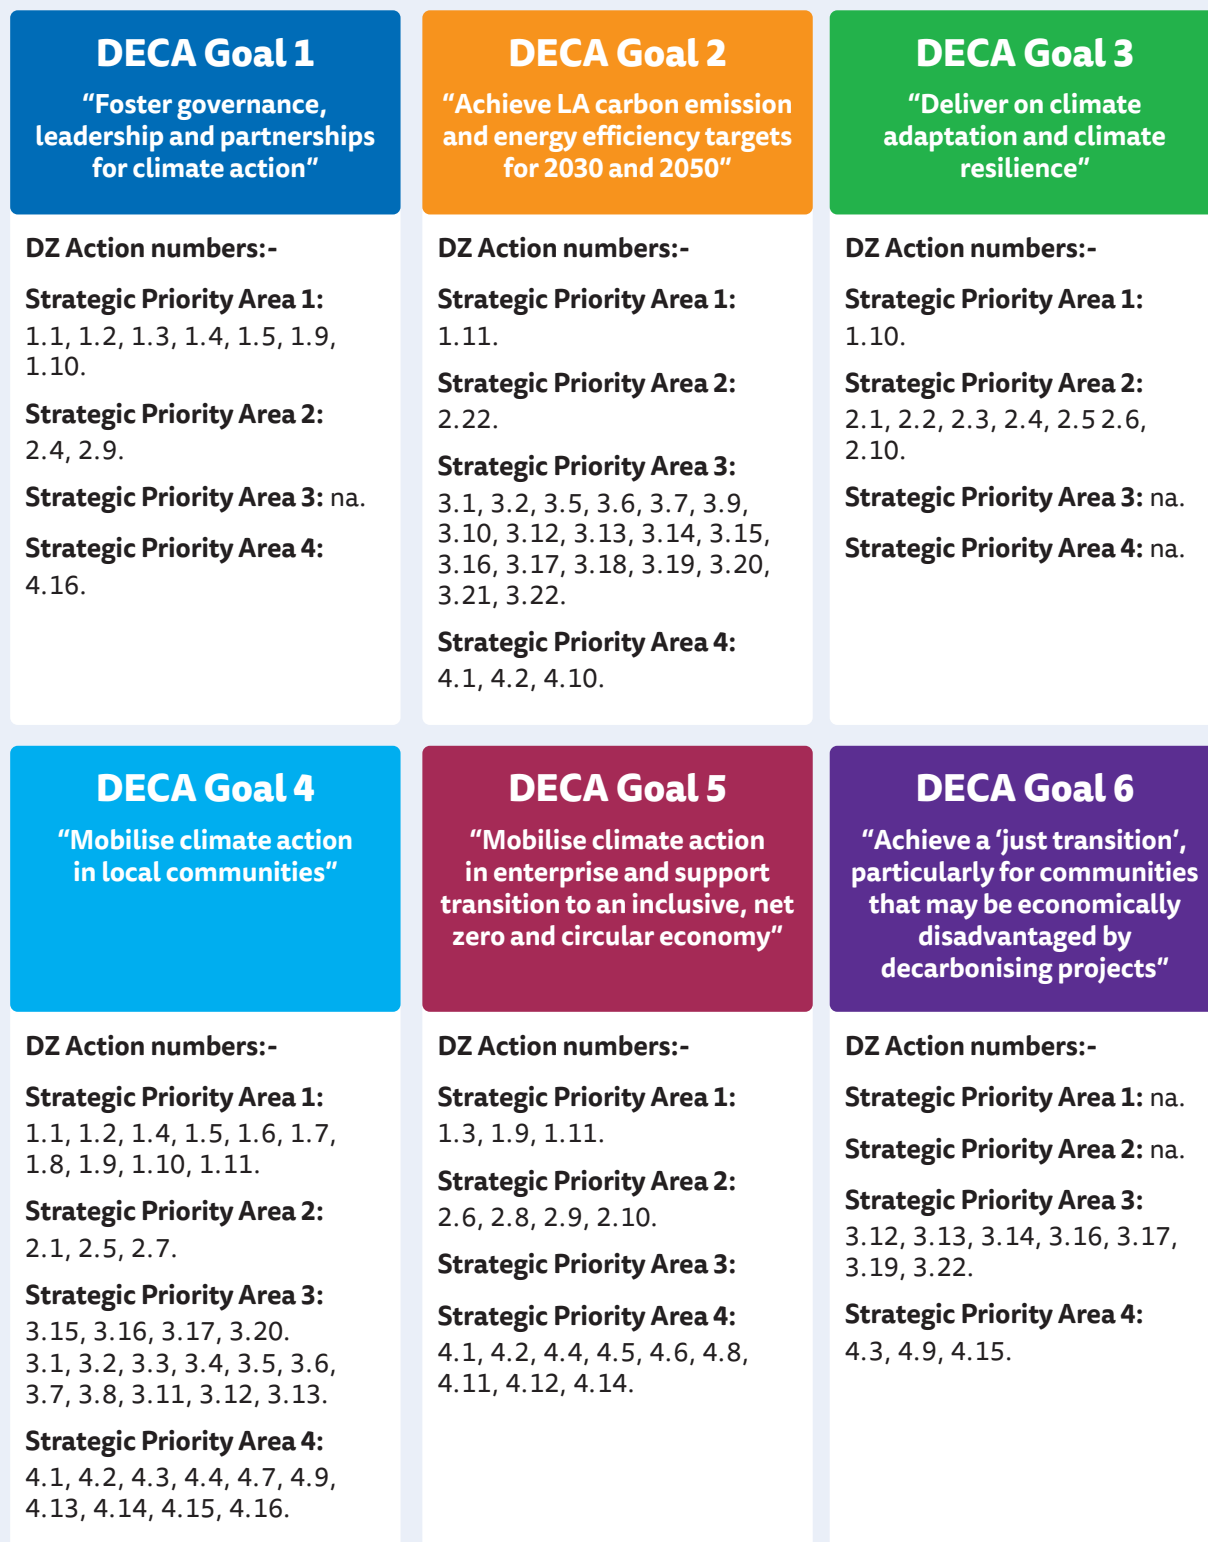 DECA Goal 1
“Foster governance,
leadership and partnerships
for climate action”
DZ Action numbers:-
Strategic Priority Area 1:
1.1, 1.2, 1.3, 1.4, 1.5, 1.9,
1.10.
Strategic Priority Area 2:
2.4, 2.9.
Strategic Priority Area 3: na.
Strategic Priority Area 4:
4.16.
DECA Goal 2
“Achieve LA carbon emission
and energy efficiency targets
for 2030 and 2050”
DZ Action numbers:-
Strategic Priority Area 1:
1.11.
Strategic Priority Area 2:
2.22.
Strategic Priority Area 3:
3.1, 3.2, 3.5, 3.6, 3.7, 3.9,
3.10, 3.12, 3.13, 3.14, 3.15,
3.16, 3.17, 3.18, 3.19, 3.20,
3.21, 3.22.
Strategic Priority Area 4:
4.1, 4.2, 4.10.
DECA Goal 3
“Deliver on climate
adaptation and climate
resilience”
DZ Action numbers:-
Strategic Priority Area 1:
1.10.
Strategic Priority Area 2:
2.1, 2.2, 2.3, 2.4, 2.5 2.6,
2.10.
Strategic Priority Area 3: na.
Strategic Priority Area 4: na.
DECA Goal 4
“Mobilise climate action
in local communities”
DZ Action numbers:-
Strategic Priority Area 1:
1.1, 1.2, 1.4, 1.5, 1.6, 1.7,
1.8, 1.9, 1.10, 1.11.
Strategic Priority Area 2:
2.1, 2.5, 2.7.
Strategic Priority Area 3:
3.15, 3.16, 3.17, 3.20.
3.1, 3.2, 3.3, 3.4, 3.5, 3.6,
3.7, 3.8, 3.11, 3.12, 3.13.
Strategic Priority Area 4:
4.1, 4.2, 4.3, 4.4, 4.7, 4.9,
4.13, 4.14, 4.15, 4.16.
DECA Goal 5
“Mobilise climate action
in enterprise and support
transition to an inclusive, net
zero and circular economy”
DZ Action numbers:-
Strategic Priority Area 1:
1.3, 1.9, 1.11.
Strategic Priority Area 2:
2.6, 2.8, 2.9, 2.10.
Strategic Priority Area 3:
Strategic Priority Area 4:
4.1, 4.2, 4.4, 4.5, 4.6, 4.8,
4.11, 4.12, 4.14.
DECA Goal 6
“Achieve a ‘just transition’,
particularly for communities
that may be economically
disadvantaged by
decarbonising projects”
DZ Action numbers:-
Strategic Priority Area 1: na.
Strategic Priority Area 2: na.
Strategic Priority Area 3:
3.12, 3.13, 3.14, 3.16, 3.17,
3.19, 3.22.
Strategic Priority Area 4:
4.3, 4.9, 4.15.